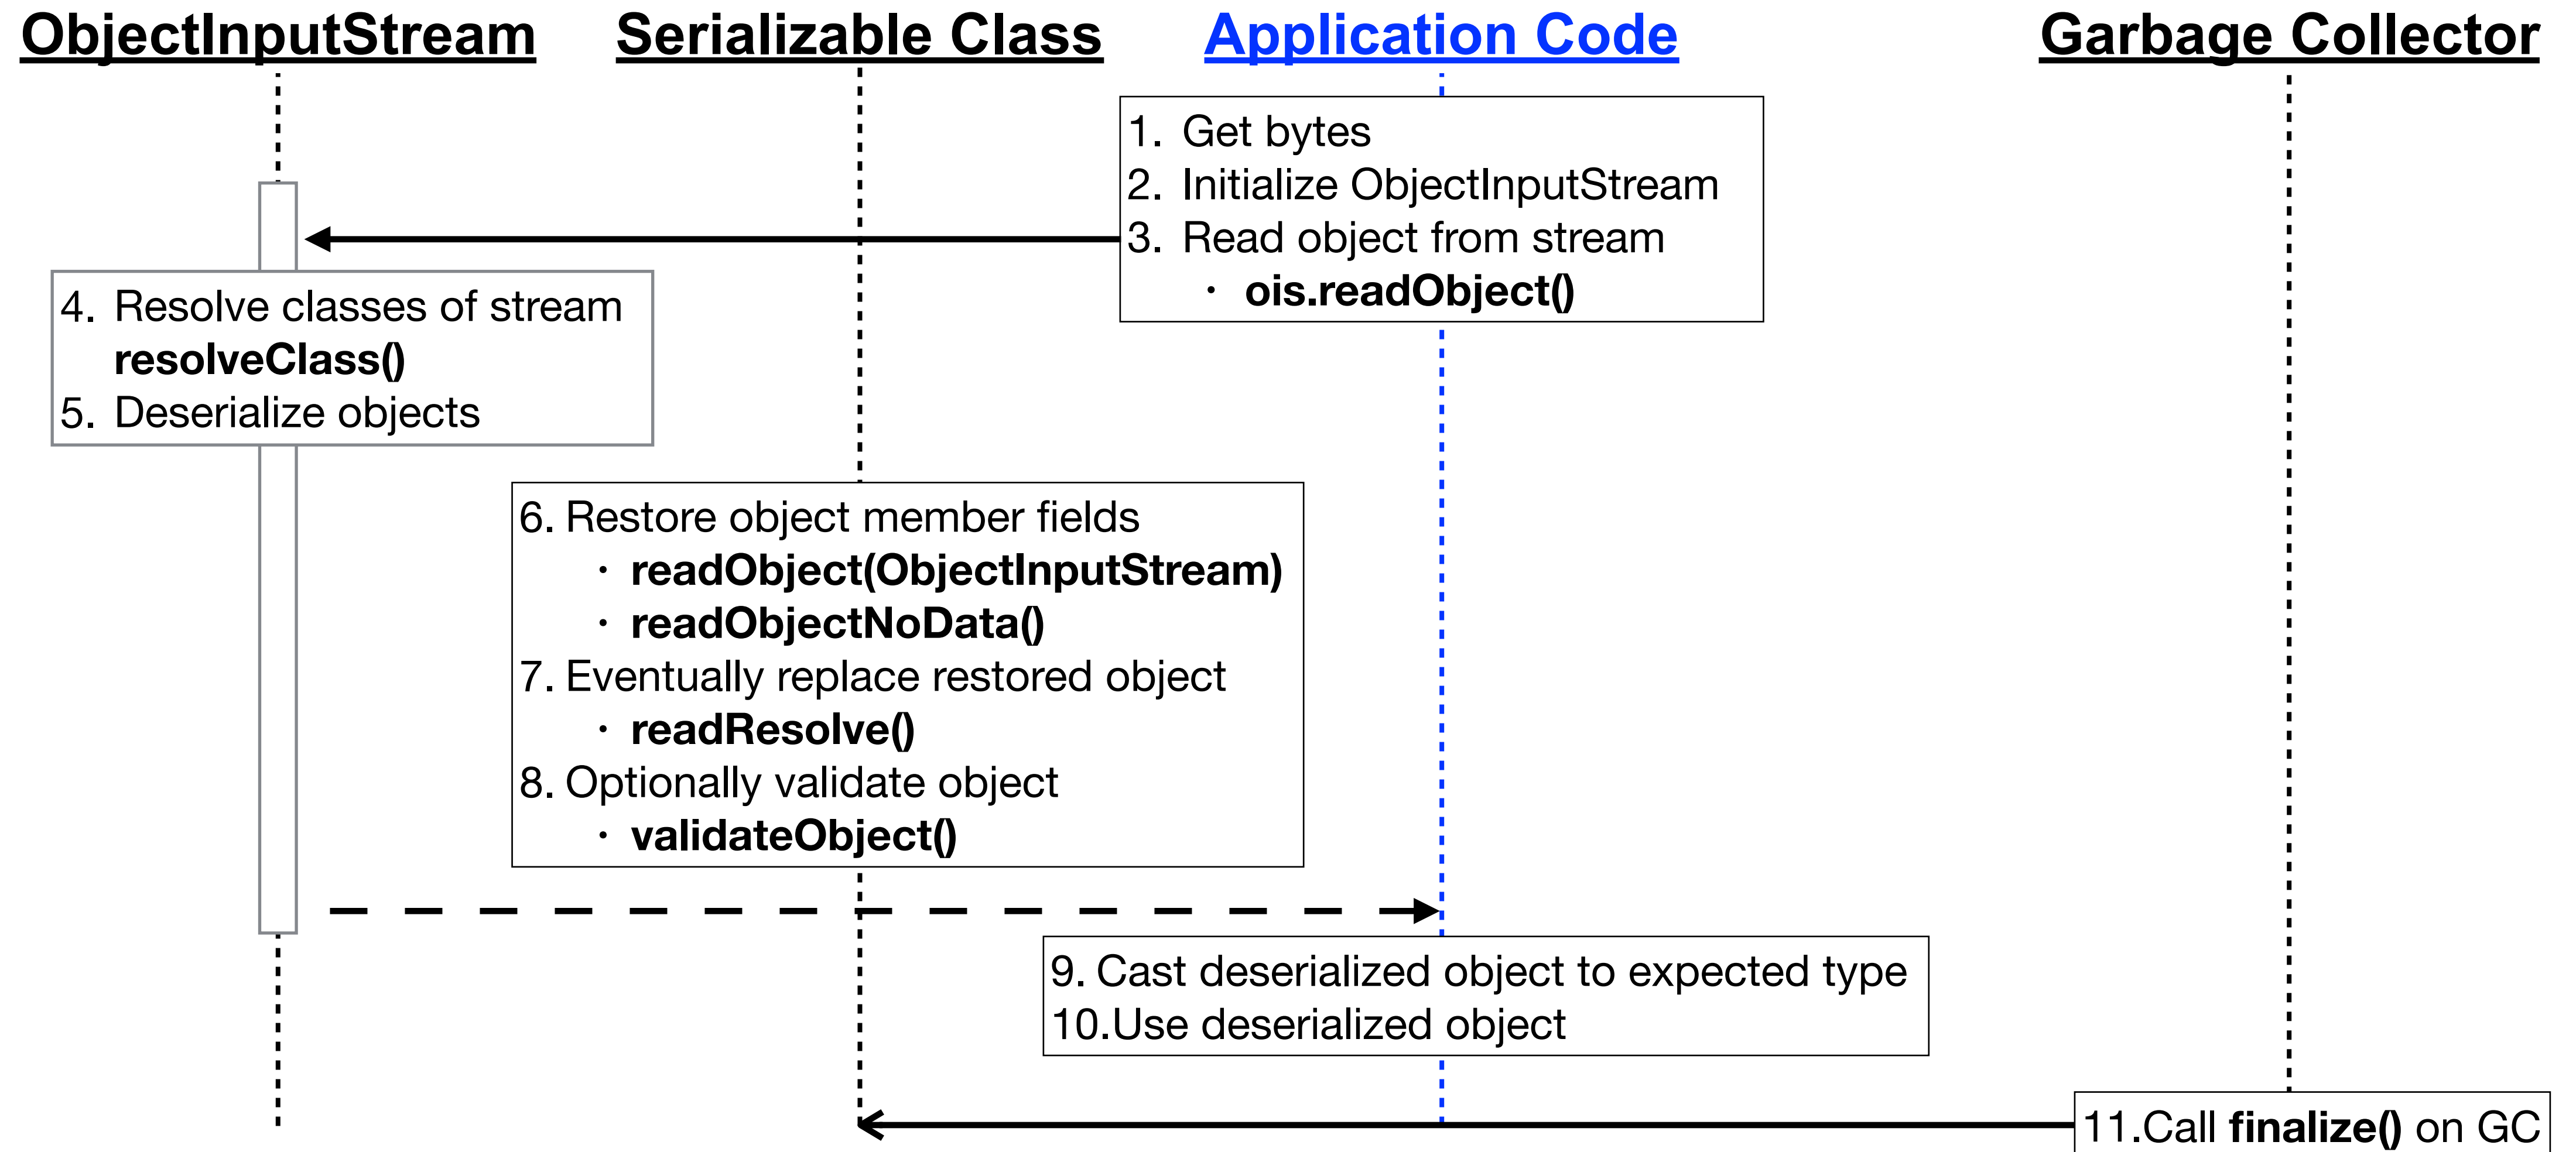 ObjectInputStream
Serializable Class
Application Code
Garbage Collector
1. Get bytes
2. Initialize ObjectInputStream
3. Read object from stream
· ois.readObject()
4. Resolve classes of stream
resolveClass()
5. Deserialize objects
6. Restore object member fields
· readObject(ObjectInputStream)
· readObjectNoData()
7. Eventually replace restored object
· readResolve()
8. Optionally validate object
· validateObject()
9. Cast deserialized object to expected type
10.Use deserialized object
11.Call finalize() on GC